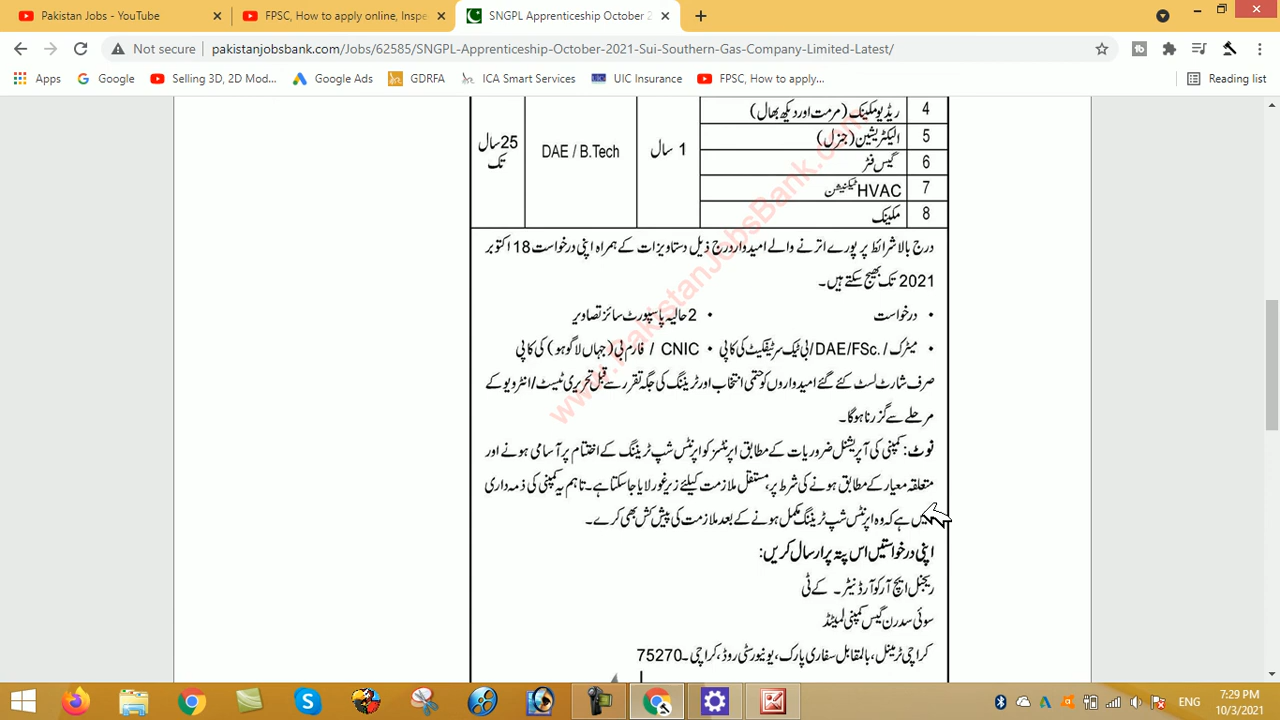 Pakistan Jobs - YouTube
FPSC, How to apply online, Inspe
SNGPL Apprenticeship October 2
Not secure
pakistanjobsbank.com/Jobs/62585/SNGPL-Apprenticeship-October-2021-Sui-Southern-Gas-Company-Limited-Latest/
Apps
Google
Selling 3D, 2D Mod...
Google Ads
GDRFA
ICA Smart Services
UIC Insurance
FPSC, How to apply...
Reading list
4 ریڈیو مکینک (مرمت اور دیکھ بھال)
5 الیکٹریشن (جنرل)
6 گیس فٹر
7 HVAC ٹیکنیشن
8 مکینک
1 سال
DAE / B.Tech
25 سال
تک
درج بالا شرائط پر پورے اترنے والے امیدوار درج ذیل دستاویزات کے ہمراہ اپنی درخواست 18 اکتوبر
2021 تک بھیج سکتے ہیں۔
• درخواست • 2 حالیہ پاسپورٹ سائز تصاویر
• میٹرک / DAE/FSc./ بی ٹیک سرٹیفکیٹ کی کاپی • CNIC / فارم بی (جہاں لاگو ہو) کی کاپی
صرف شارٹ لسٹ کئے گئے امیدواروں کو حتمی انتخاب اور ٹریننگ کی جگہ تقرر سے قبل تحریری ٹیسٹ/انٹرویو کے
مرحلے سے گزرنا ہوگا۔
نوٹ: کمپنی کی آپریشنل ضروریات کے مطابق اپرنٹسز کو اپرنٹس شپ ٹریننگ کے اختتام پر آسامی ہونے اور
متعلقہ معیار کے مطابق ہونے کی شرط پر، مستقل ملازمت کیلئے زیرغور لایا جاسکتا ہے۔ تاہم یہ کمپنی کی ذمہ داری
ہے کہ وہ اپرنٹس شپ ٹریننگ مکمل ہونے کے بعد ملازمت کی پیش کش بھی کرے۔
اپنی درخواستیں اس پتہ پر ارسال کریں:
ریجنل ایچ آر کوآرڈنیٹر۔ کے ٹی
سوئی سدرن گیس کمپنی لمیٹڈ
کراچی ٹرمینل، بالمقابل سفاری پارک، یونیورسٹی روڈ، کراچی۔75270
www.PakistanJobsBank.com
ENG
7:29 PM
10/3/2021